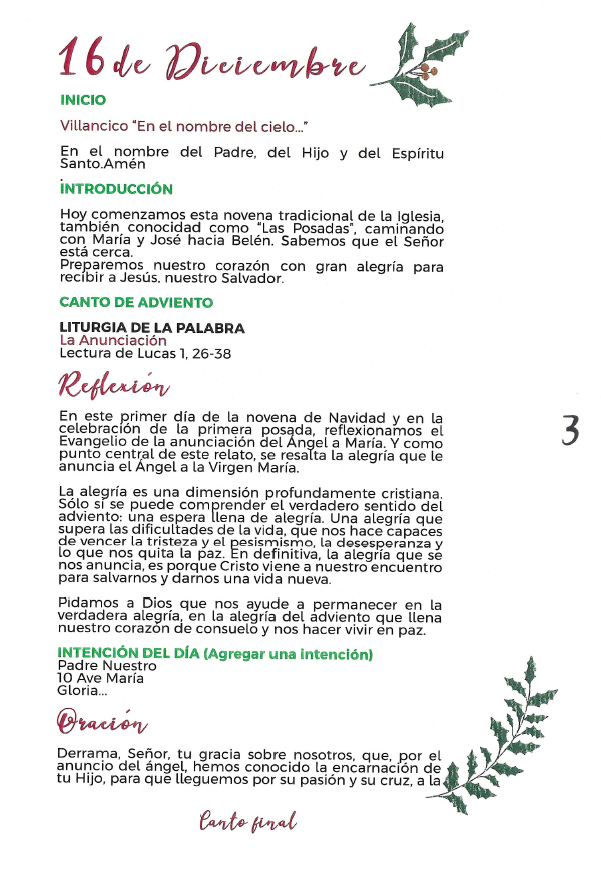 16 de Diciembre
INICIO
Villancico “En el nombre del cielo...”
En el nombre del Padre, del Hijo y del Espíritu
Santo.Amén
INTRODUCCIÓN
Hoy comenzamos esta novena tradicional de la Iglesia,
también conocidad como “Las Posadas”, camiñando
con María y José hacia Belén. Sabemos que el Señor
está cerca.
Preparemos nuestro corazón con gran alegría para
recibir a Jesús, nuestro Salvador.
CANTO DE ADVIENTO
LITURGIA DE LA PALABRA
La Anunciación
Lectura de Lucas 1, 26-38
Reflexión
En este primer día de la novena de Navidad y en la
celebración de la primera posada, reflexionamos el
Evangelio de la anunciación del Ángel a María. Y como
punto central de este relato, se resalta la alegría que le
anuncia el Ángel a la Virgen María.
3
La alegría es una dimensión profundamente cristiana.
Sólo si se puede comprender el verdadero sentido del
adviento: una espera llena de alegría. Una alegría que
supera las dificultades de la vida, que nos hace capaces
de vencer la tristeza y el pesismismo, la desesperanza y
lo que nos quita la paz. En definitiva, la alegría que se
nos anuncia, es porque Cristo viene a nuestro encuentro
para salvarnos y darnos una vida nueva.
Pidamos a Dios que nos ayude a permanecer en la
verdadera alegría, en la alegría del adviento que llena
nuestro corazón de consuelo y nos hacer vivir en paz.
INTENCIÓN DEL DÍA (Agregar una intención)
Padre Nuestro
10 Ave María
Gloria...
Oración
Derrama, Señor, tu gracia sobre nosotros, que, por el
anuncio del ángel, hemos conocido la encarnación de
tu Hijo, para que lleguemos por su pasión y su cruz, a la
Canto final